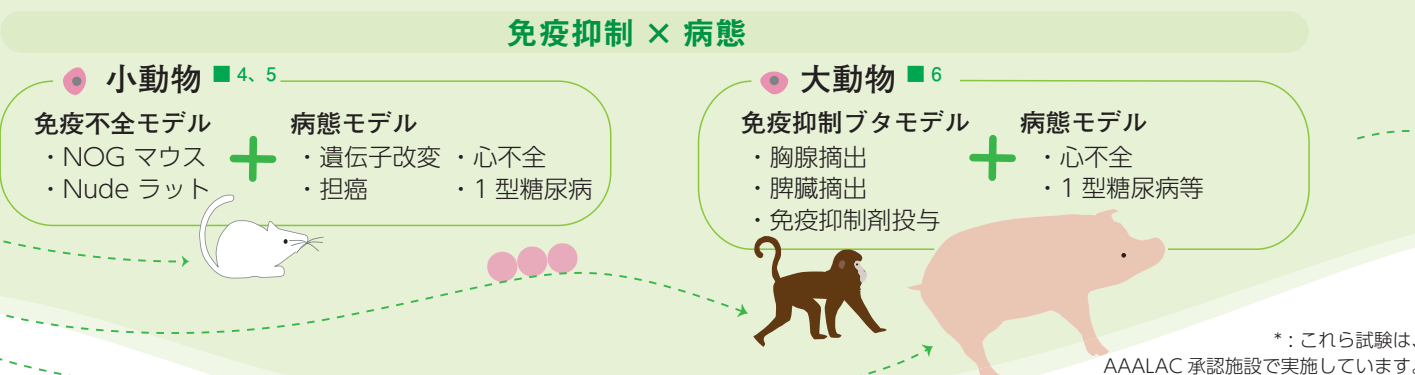 免疫抑制 × 病態
小動物 ■ 4、5
免疫不全モデル
・NOG マウス
・Nude ラット
+
病態モデル
・遺伝子改変 ・心不全
・担癌 ・1 型糖尿病
大動物 ■ 6
免疫抑制ブタモデル
・胸腺摘出
・脾臓摘出
・免疫抑制剤投与
+
病態モデル
・心不全
・1 型糖尿病等
*：これら試験は、
AAALAC 承認施設で実施しています。